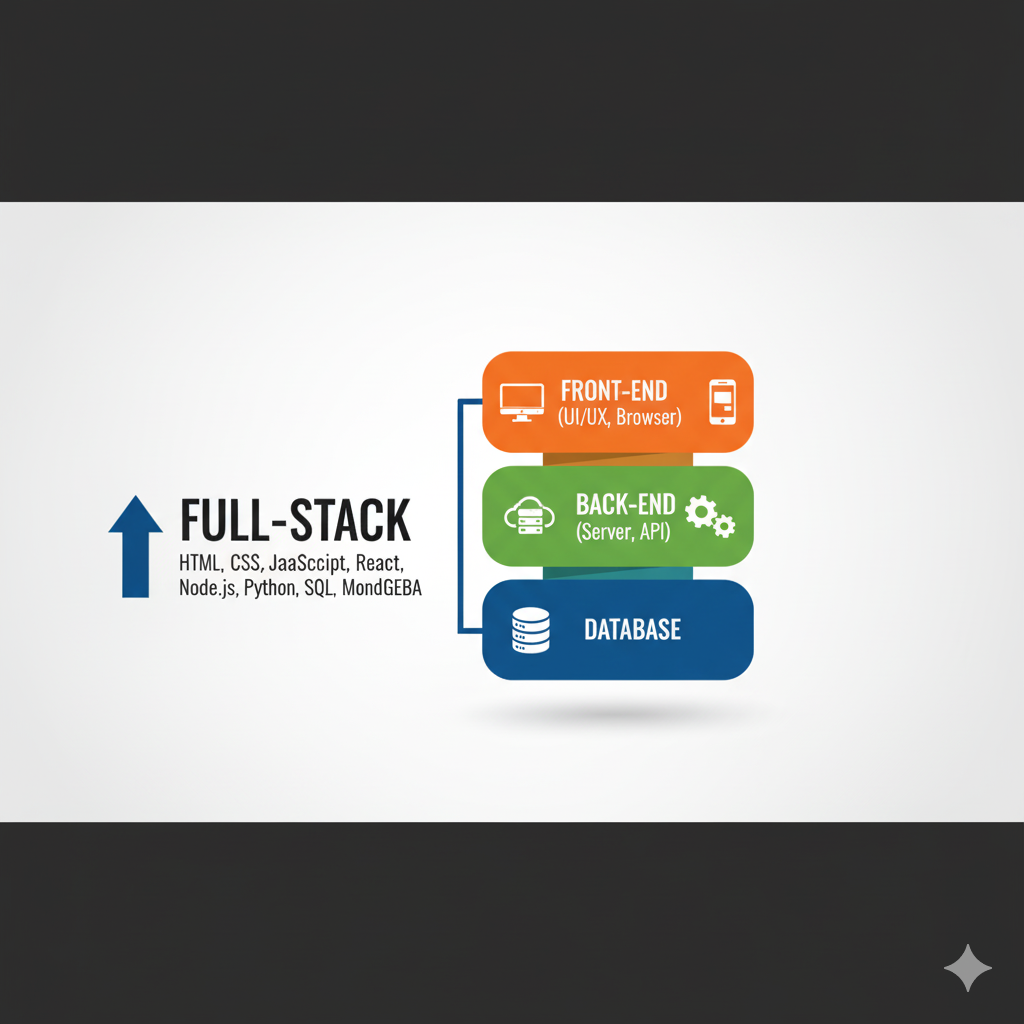 FULL-STACK
HTML, CSS, JaaSccipt, React,
Node.js, Python, SQL, MondGEBA
FRONT-END
(UI/UX, Browser)
BACK-END
(Server, API)
DATABASE